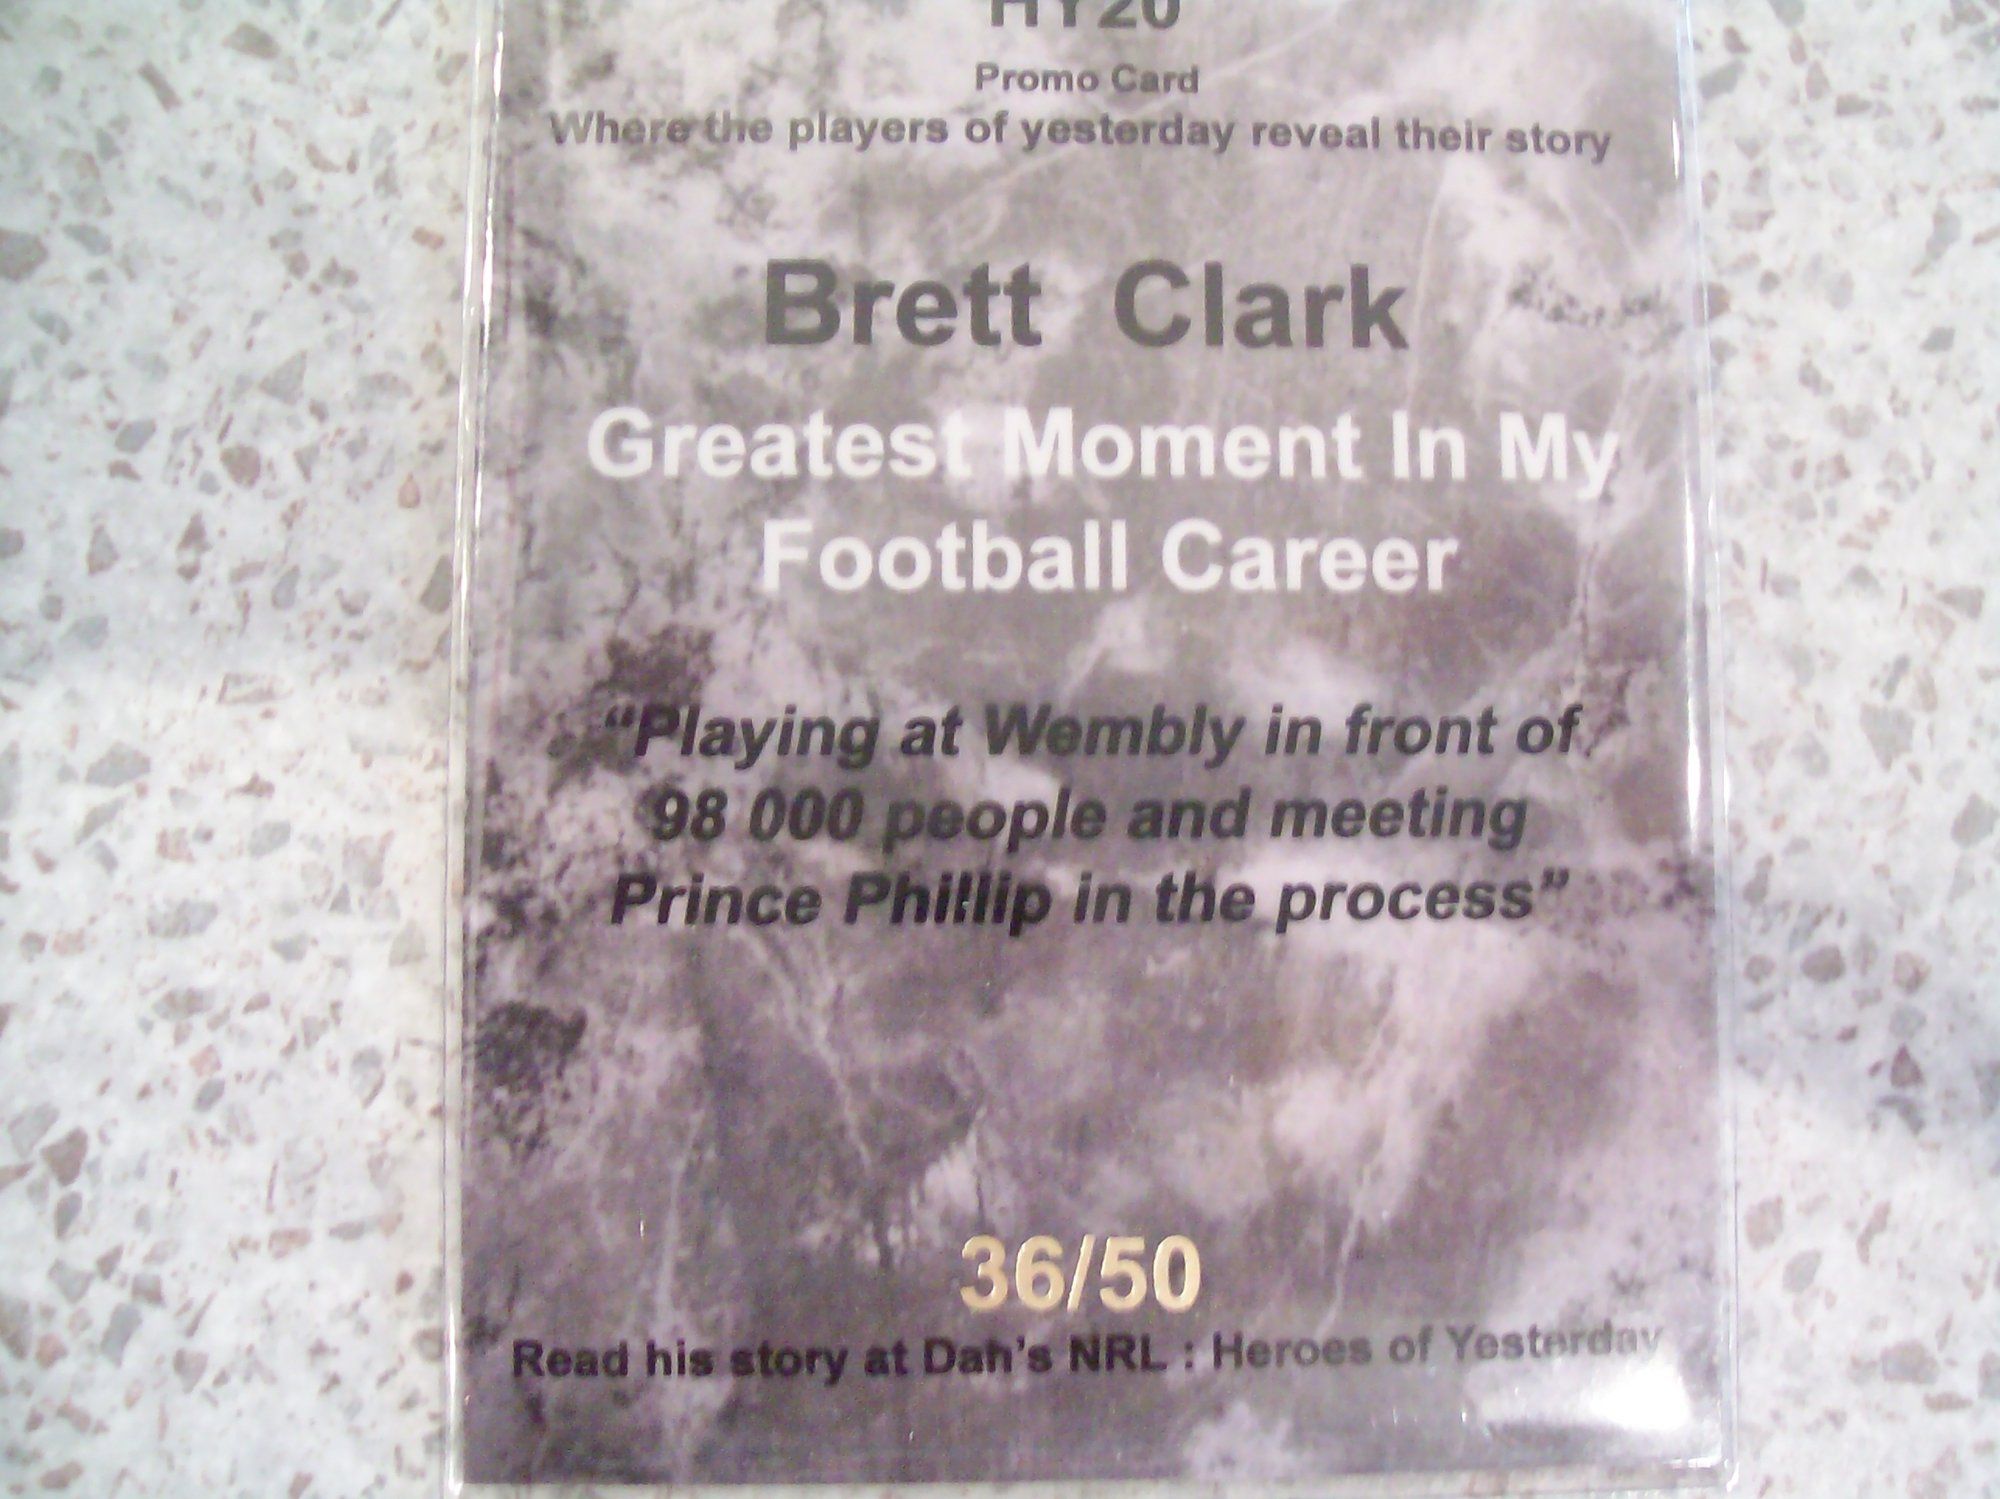 HY20
Promo Card
Where the players of yesterday reveal their story
Brett Clark
Greatest Moment In My
Football Career
“Playing at Wembly in front of
98 000 people and meeting
Prince Phillip in the process”
36/50
Read his story at Dah's NRL : Heroes of Yesterday